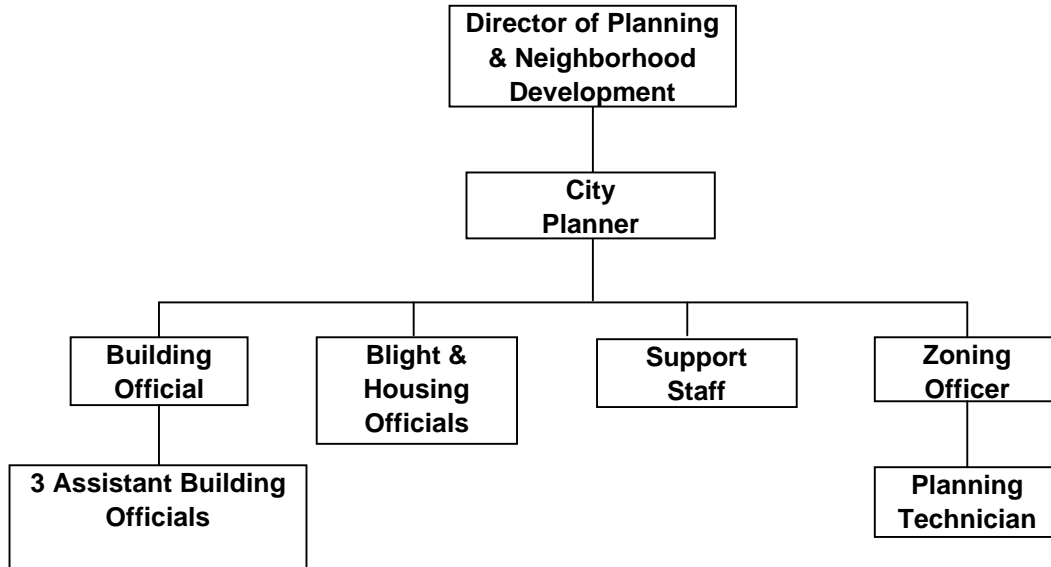 Director of Planning
& Neighborhood
Development
City
Planner
Building
Official
Blight &
Housing
Officials
Support
Staff
Zoning
Officer
3 Assistant Building
Officials
Planning
Technician